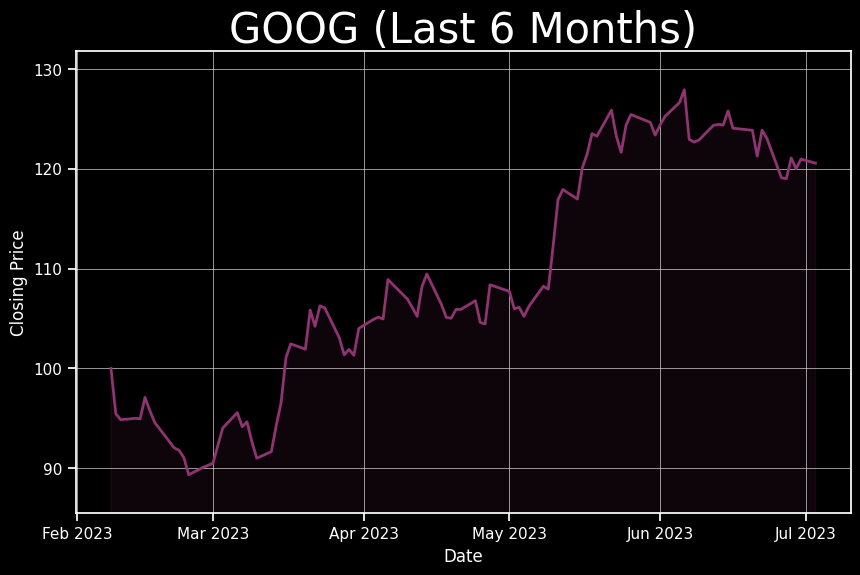 GOOG (Last 6 Months)
130
120
110
100
90
Closing Price
Feb 2023 Mar 2023 Apr 2023 May 2023 Jun 2023 Jul 2023
Date